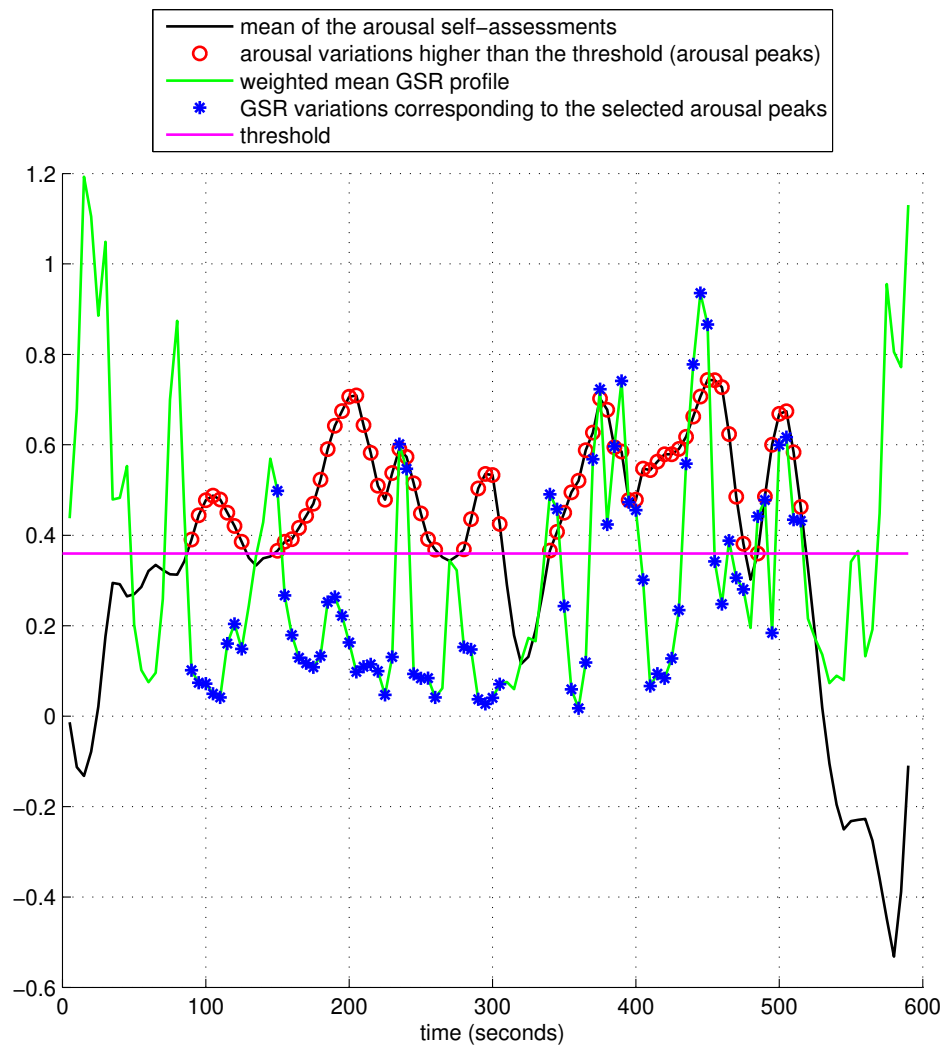 mean of the arousal self−assessments
arousal variations higher than the threshold (arousal peaks)
weighted mean GSR profile
GSR variations corresponding to the selected arousal peaks
threshold
1.2
1
0.8
0.6
0.4
0.2
0
−0.2
−0.4
−0.6
0 100 200 300 400 500 600
time (seconds)